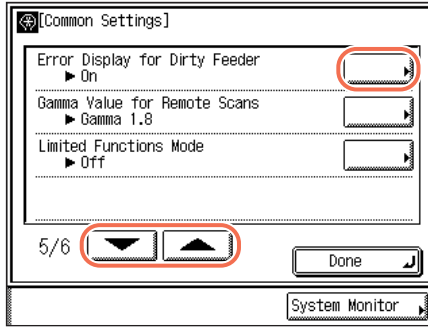 [Common Settings]
Error Display for Dirty Feeder
▶ On
Gamma Value for Remote Scans
▶ Gamma 1.8
Limited Functions Mode
▶ Off
5/6
Done
System Monitor